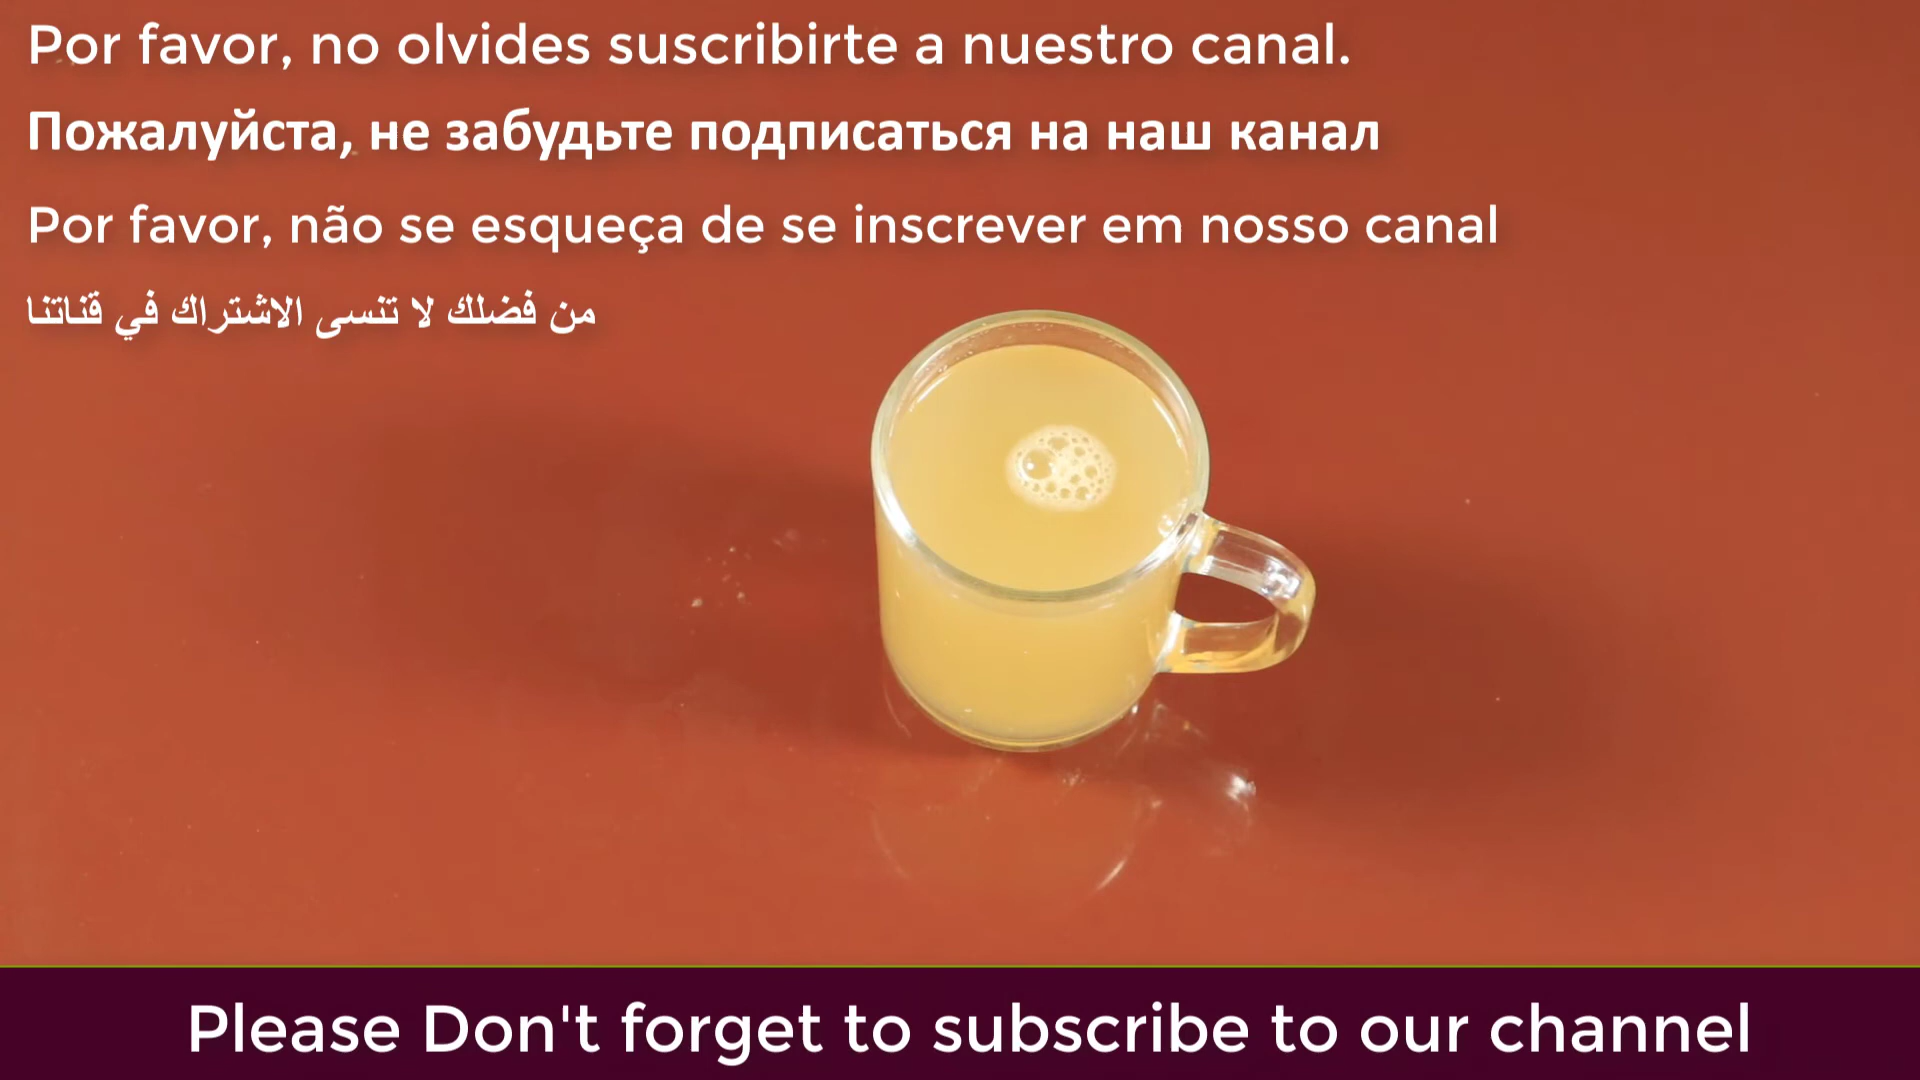 Por favor, no olvides suscribirte a nuestro canal.
Пожалуйста, не забудьте подписаться на наш канал
Por favor, não se esqueça de se inscrever em nosso canal
من فضلك لا تنسى الاشتراك في قناتنا
Please Don't forget to subscribe to our channel